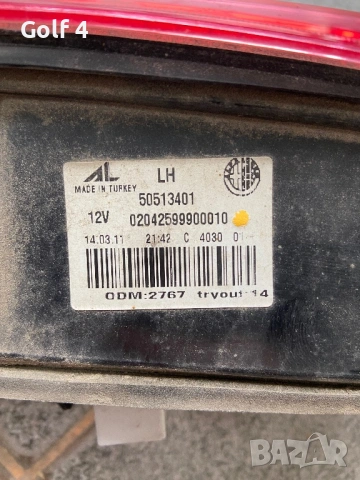 Golf 4
AL
LH
MADE IN TURKEY
50513401
12V 02042599900010
14.03.11 21:42 C 4030 01
ODM:2767 tryout:14
BAZAR